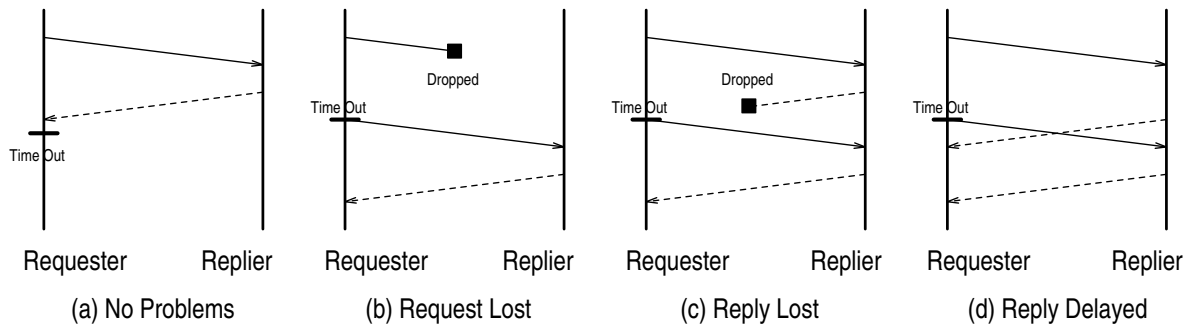 Dropped
Dropped
Time Out
Time Out
Time Out
Time Out
Requester
Replier
Requester
Replier
Requester
Replier
Requester
Replier
(a) No Problems
(b) Request Lost
(c) Reply Lost
(d) Reply Delayed